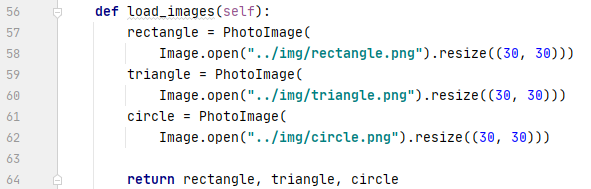 56 def load_images(self):
57 rectangle = PhotoImage(
58 Image.open("../img/rectangle.png").resize((30, 30)))
59 triangle = PhotoImage(
60 Image.open("../img/triangle.png").resize((30, 30)))
61 circle = PhotoImage(
62 Image.open("../img/circle.png").resize((30, 30)))
63
64 return rectangle, triangle, circle